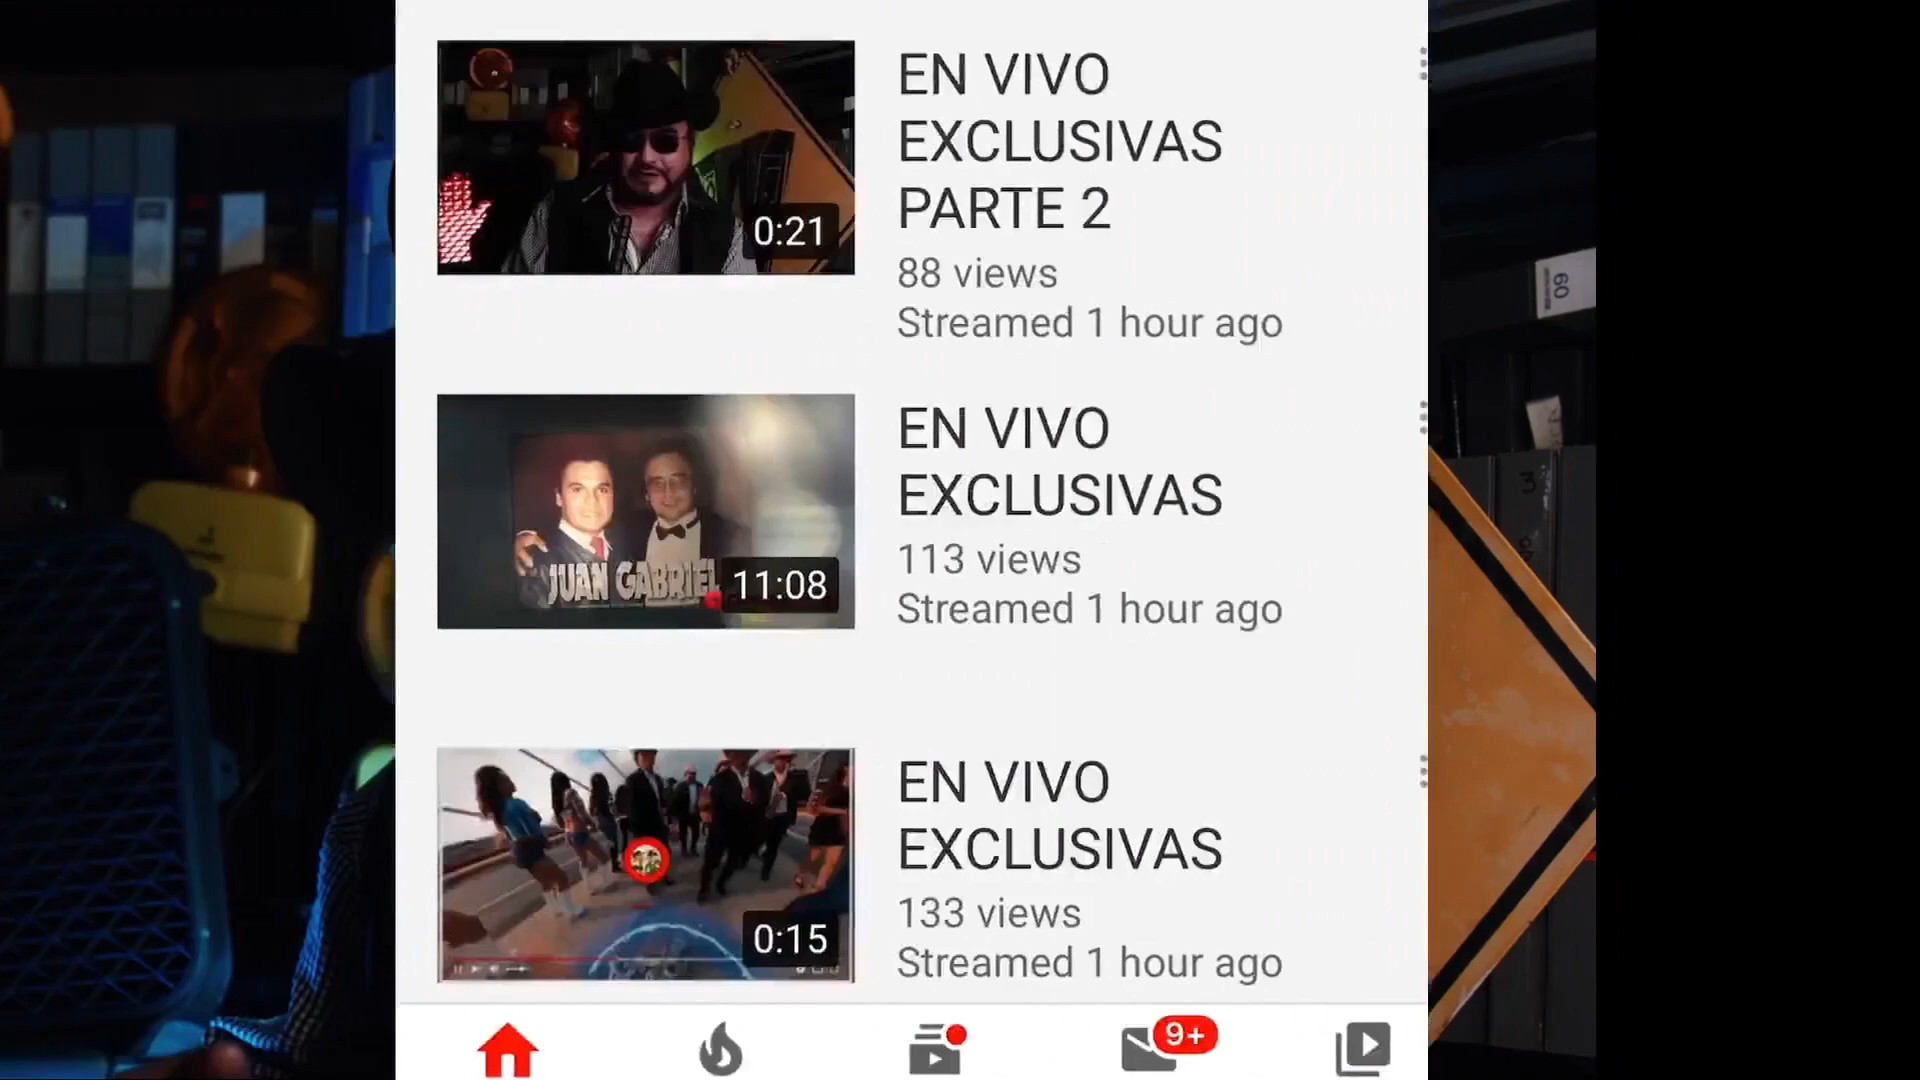 EN VIVO
EXCLUSIVAS
PARTE 2
88 views
Streamed 1 hour ago
0:21
EN VIVO
EXCLUSIVAS
113 views
Streamed 1 hour ago
JUAN GABRIEL
11:08
EN VIVO
EXCLUSIVAS
133 views
Streamed 1 hour ago
0:15
9+
09